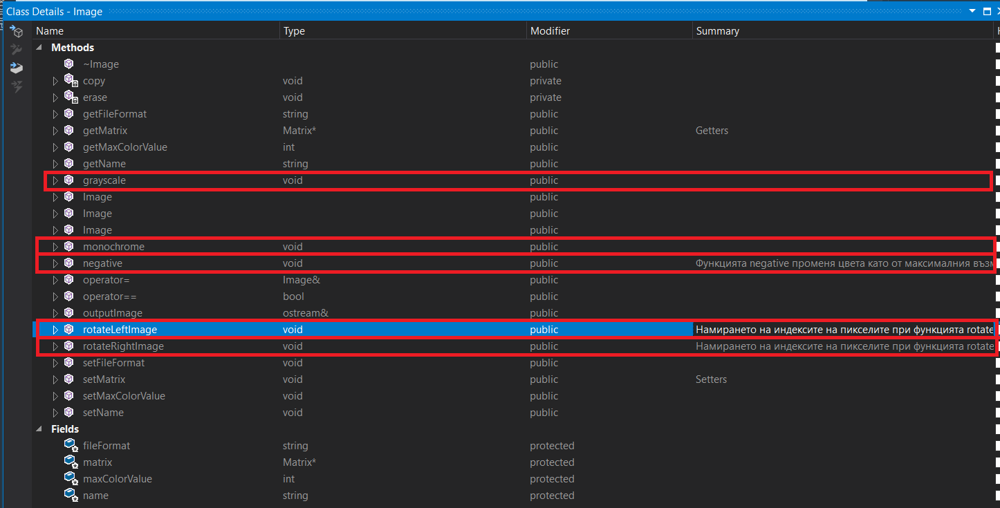 Class Details - Image
Name Type Modifier Summary
Methods
~Image public
copy void private
erase void private
getFileFormat string public
getMatrix Matrix* public Getters
getMaxColorValue int public
getName string public
grayscale void public
Image public
Image public
Image public
monochrome void public
negative void public Функцията negative променя цвета като от максималния
operator= Image& public
operator== bool public
outputImage ostream& public
rotateLeftImage void public Намирането на индексите на пикселите при функцията rotate
rotateRightImage void public Намирането на индексите на пикселите при функцията rotate
setFileFormat void public
setMatrix void public Setters
setMaxColorValue void public
setName void public
Fields
fileFormat string protected
matrix Matrix* protected
maxColorValue int protected
name string protected